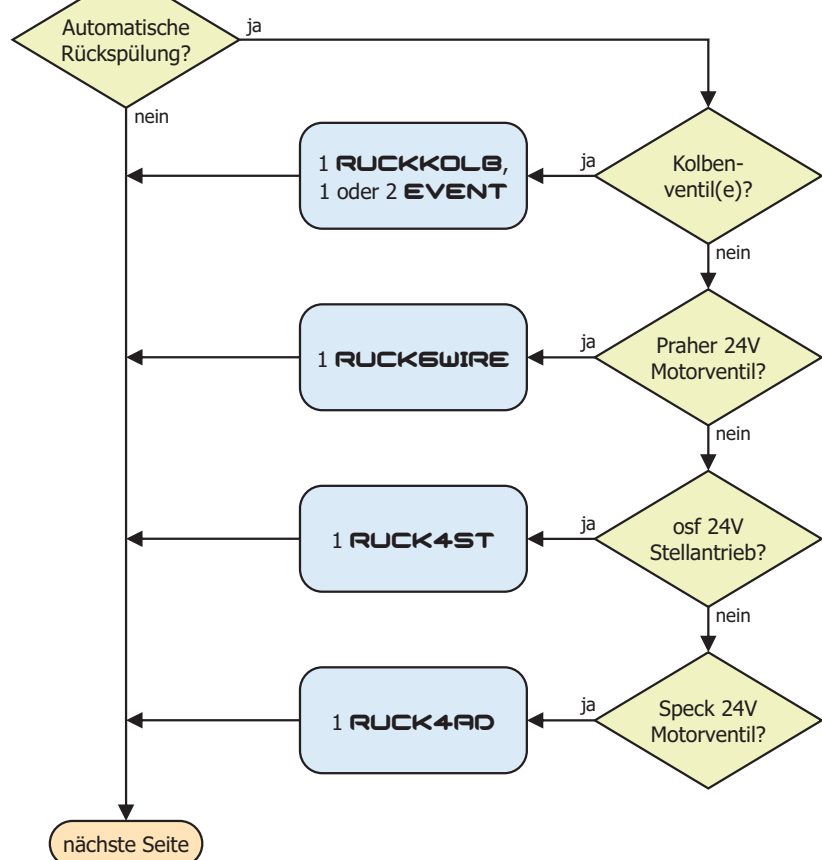 Automatische
Rückspülung?
ja
nein
1 RUCKKOLB,
1 oder 2 EVENT
ja
Kolben-
ventil(e)?
nein
1 RUCK6WIRE
ja
Praher 24V
Motorventil?
nein
1 RUCK4ST
ja
osf 24V
Stellantrieb?
nein
1 RUCK4AD
ja
Speck 24V
Motorventil?
nächste Seite